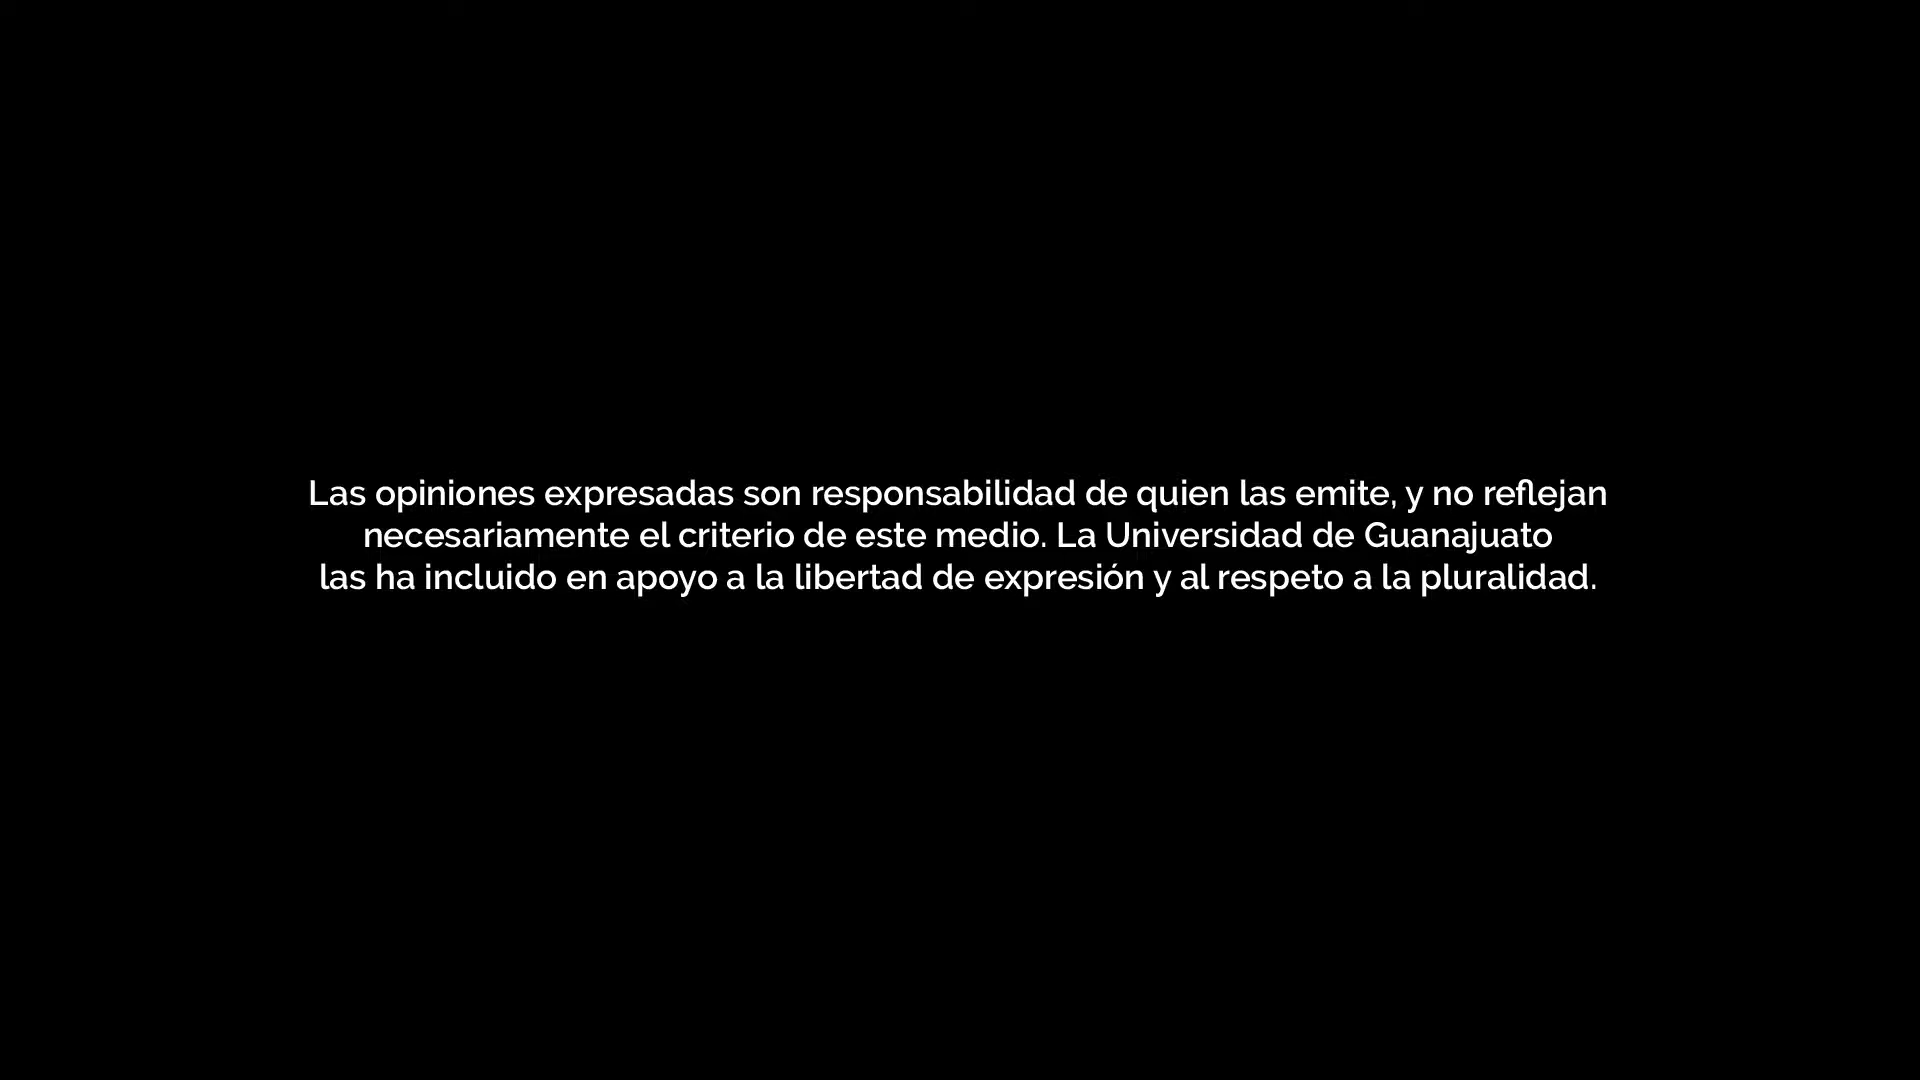 Las opiniones expresadas son responsabilidad de quien las emite, y no reflejan
necesariamente el criterio de este medio. La Universidad de Guanajuato
las ha incluido en apoyo a la libertad de expresión y al respeto a la pluralidad.